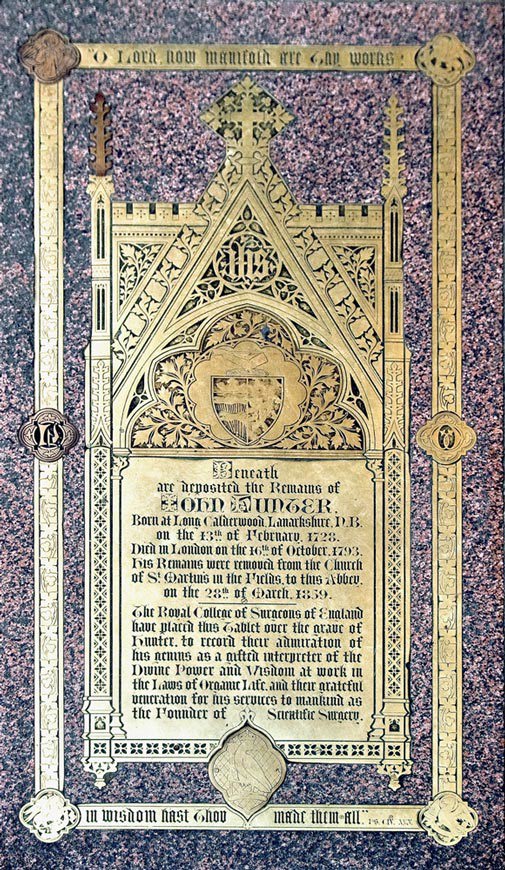 "O Lord, how manifold are Thy works:
ihs
Beneath
are deposited the Remains of
JOHN HUNTER.
Born at Long Calderwood, Lanarkshire, N.B.
on the 13th of February, 1728.
Died in London on the 16th of October, 1793.
His Remains were removed from the Church
of St Martin's in the Fields, to this Abbey,
on the 28th of March, 1859.
The Royal College of Surgeons of England
have placed this Tablet over the grave of
Hunter, to record their admiration of
his genius as a gifted interpreter of the
Divine Power and Wisdom at work in
the Laws of Organic Life, and their grateful
veneration for his services to mankind as
the Founder of Scientific Surgery.
in wisdom hast Thou made them all."